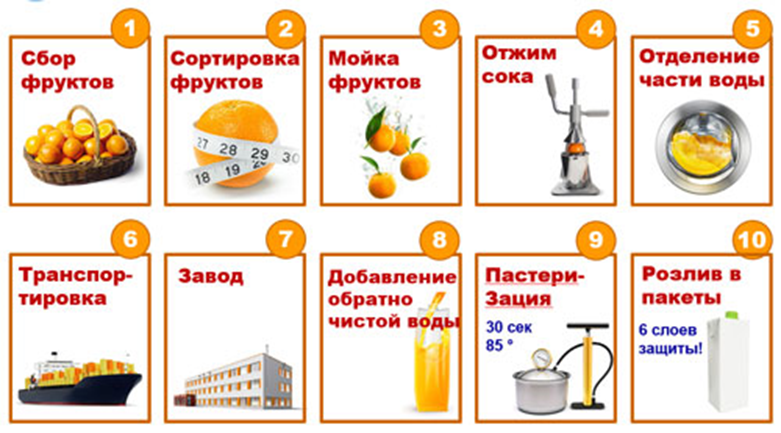 1
Сбор
фруктов
2
Сортировка
фруктов
27 28 29 30
18 19 2
3
Мойка
фруктов
4
Отжим
сока
5
Отделение
части воды
6
Транспор-
тировка
7
Завод
8
Добавление
обратно
чистой воды
9
Пастери-
Зация
30 сек
85 º
10
Розлив в
пакеты
6 слоев
защиты!